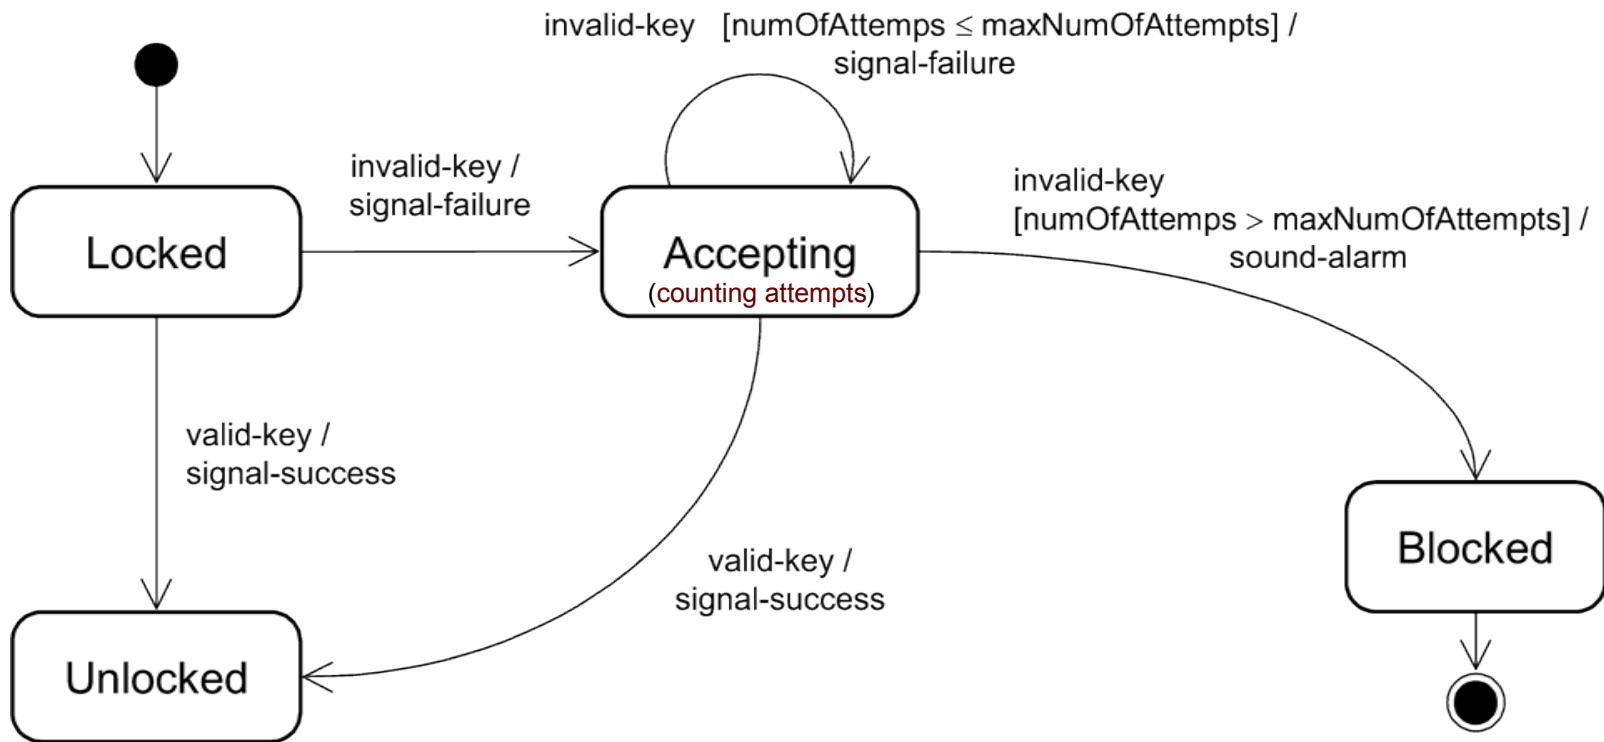 invalid-key [numOfAttemps ≤ maxNumOfAttempts] /
signal-failure
invalid-key /
signal-failure
invalid-key
[numOfAttemps > maxNumOfAttempts] /
sound-alarm
Locked
Accepting
(counting attempts)
valid-key /
signal-success
valid-key /
signal-success
Blocked
Unlocked